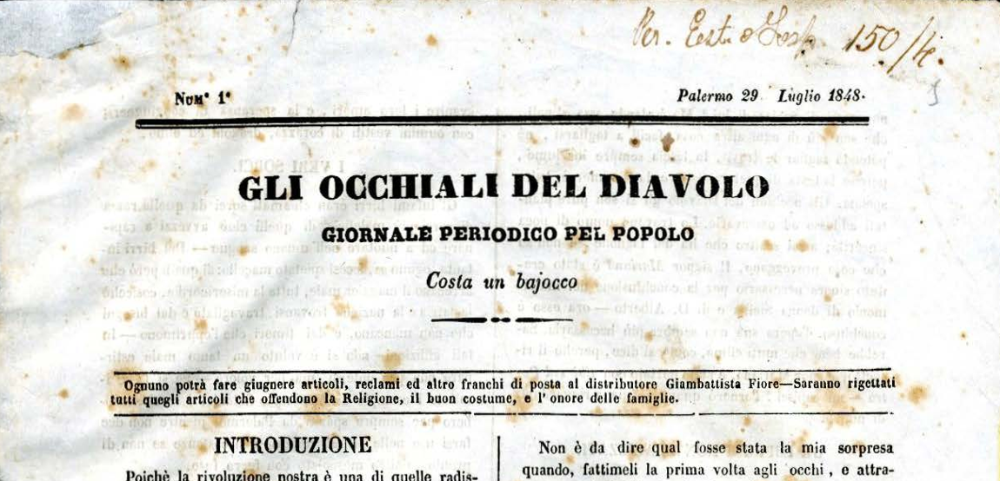 Per. 150/4.
Num° 1° Palermo 29 Luglio 1848.
GLI OCCHIALI DEL DIAVOLO
GIORNALE PERIODICO PEL POPOLO
Costa un bajocco
Ognuno potrà fare giugnere articoli, reclami ed altro franchi di posta al distributore Giambattista Fiore—Saranno rigettati
tutti quegli articoli che offendono la Religione, il buon costume, e l' onore delle famiglie.
INTRODUZIONE
Poichè la rivoluzione nostra è una di quelle radis-
Non è da dire qual fosse stata la mia sorpresa
quando, fattimeli la prima volta agli occhi, e attra-